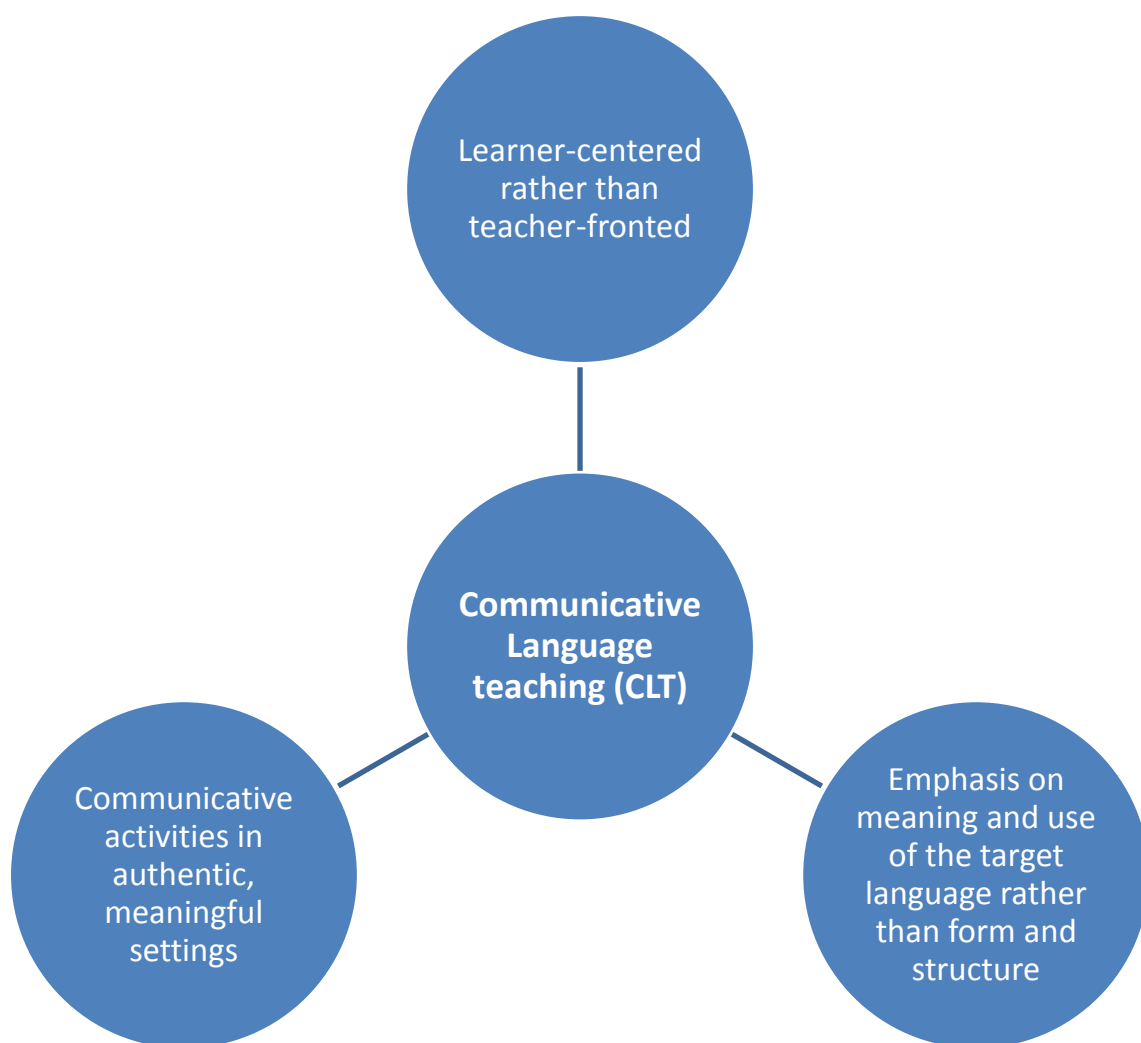 Learner-centered
rather than
teacher-fronted
Communicative
Language
teaching (CLT)
Communicative
activities in
authentic,
meaningful
settings
Emphasis on
meaning and use
of the target
language rather
than form and
structure